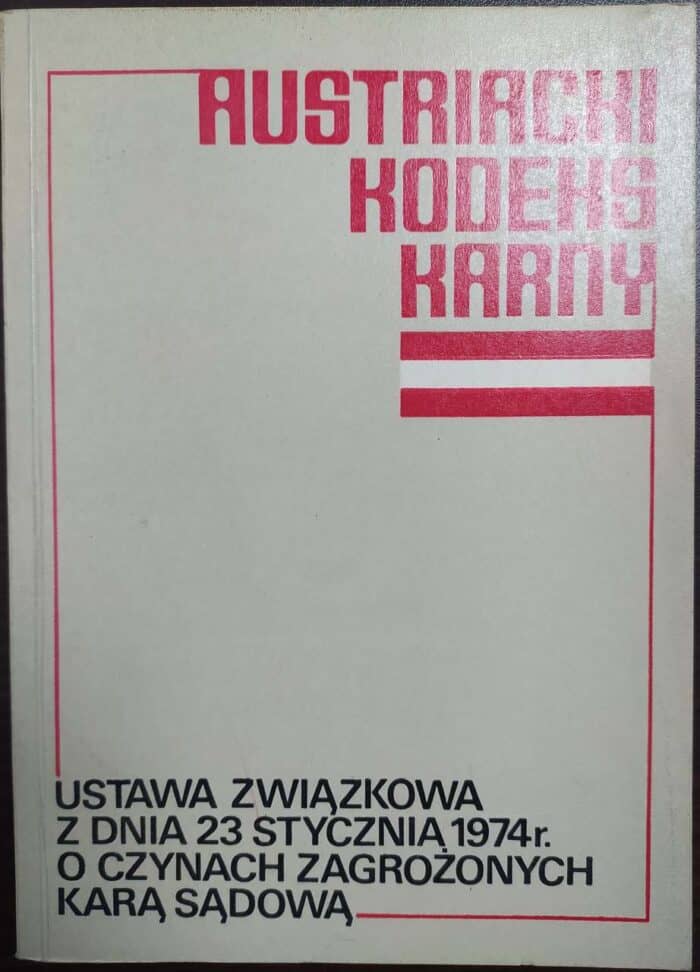 AUSTRIACKI
KODEKS
KARNY
USTAWA ZWIĄZKOWA
Z DNIA 23 STYCZNIA 1974r.
O CZYNACH ZAGROŻONYCH
KARĄ SĄDOWĄ